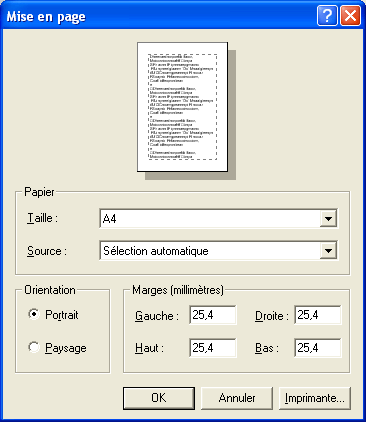 Mise en page
Papier
Taille : A4
Source : Sélection automatique
Orientation
Portrait
Paysage
Marges (millimètres)
Gauche : 25,4 Droite : 25,4
Haut : 25,4 Bas : 25,4
OK Annuler Imprimante...